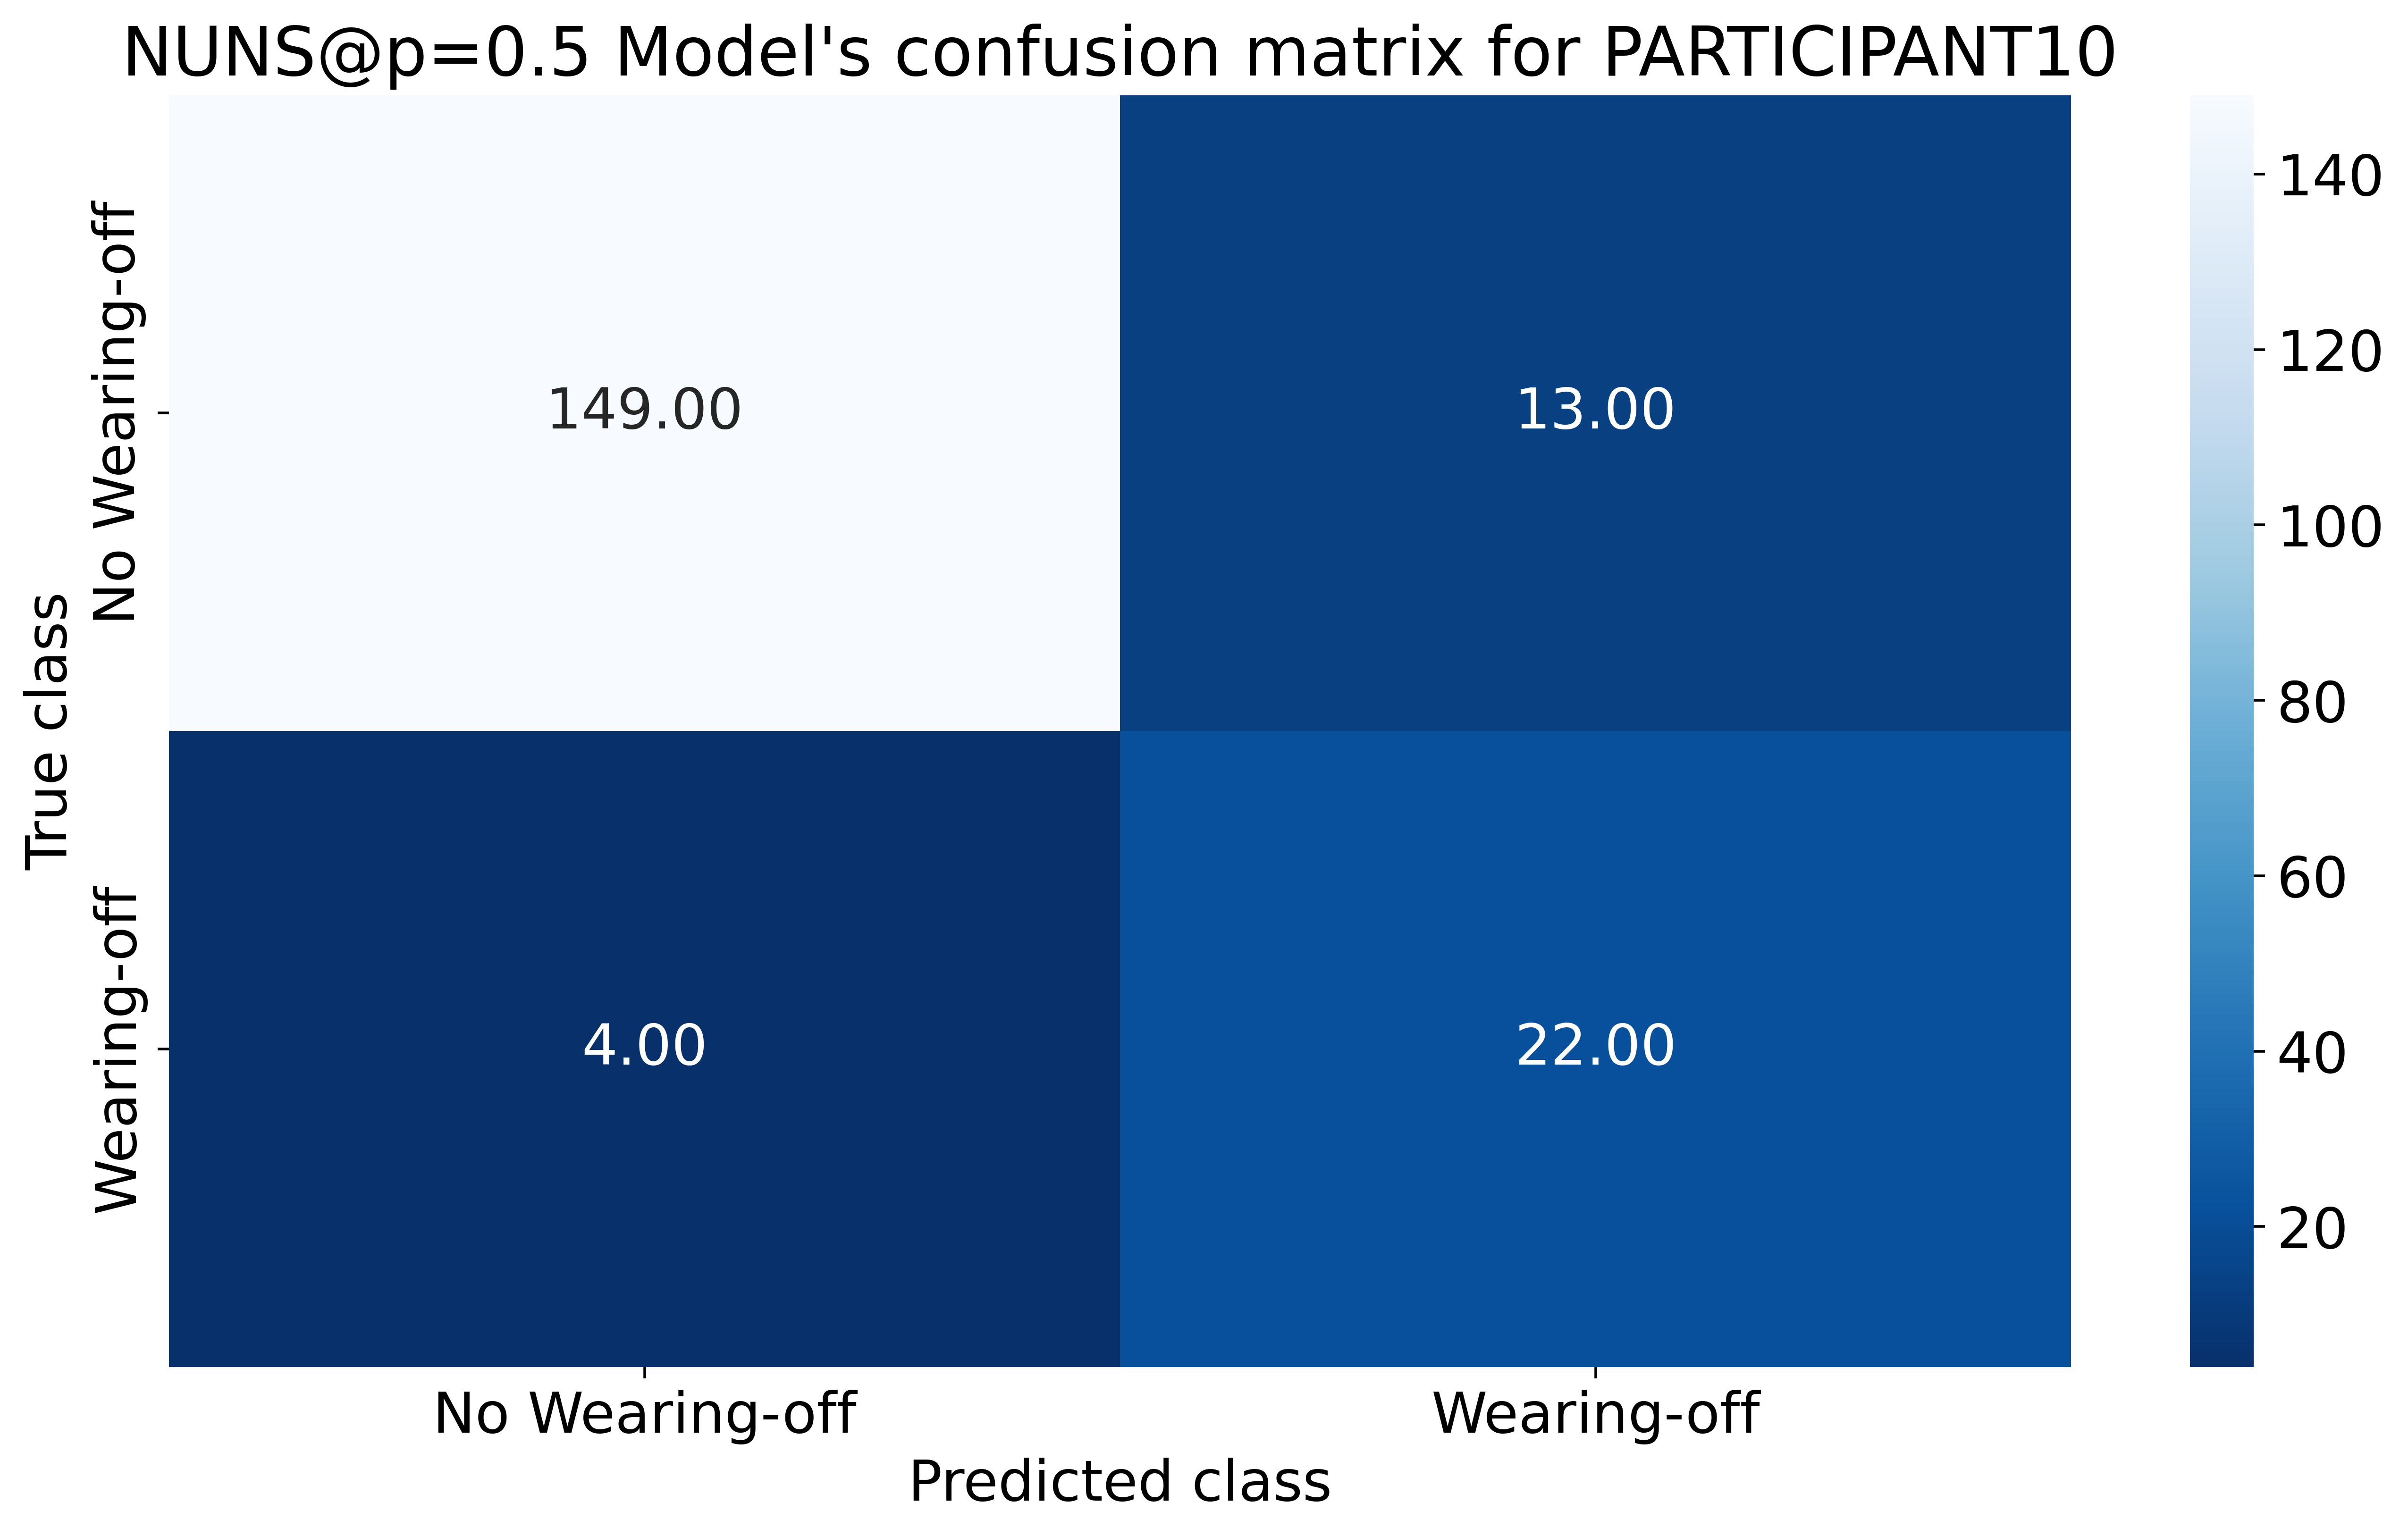 NUNS@p=0.5 Model's confusion matrix for PARTICIPANT10
True class
No Wearing-off
Wearing-off
149.00
13.00
4.00
22.00
No Wearing-off
Wearing-off
Predicted class
140
120
100
80
60
40
20